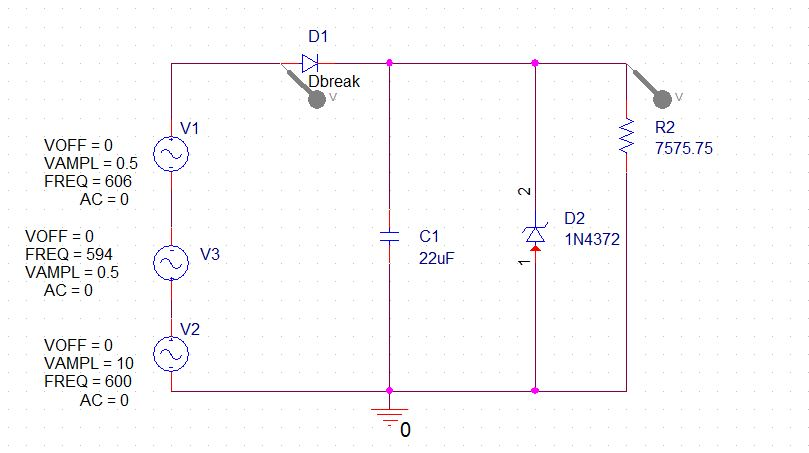 D1
Dbreak
V
V
V1
VOFF = 0
VAMPL = 0.5
FREQ = 606
AC = 0
R2
7575.75
2
D2
1N4372
1
C1
22uF
VOFF = 0
FREQ = 594
VAMPL = 0.5
AC = 0
V3
V2
VOFF = 0
VAMPL = 10
FREQ = 600
AC = 0
0